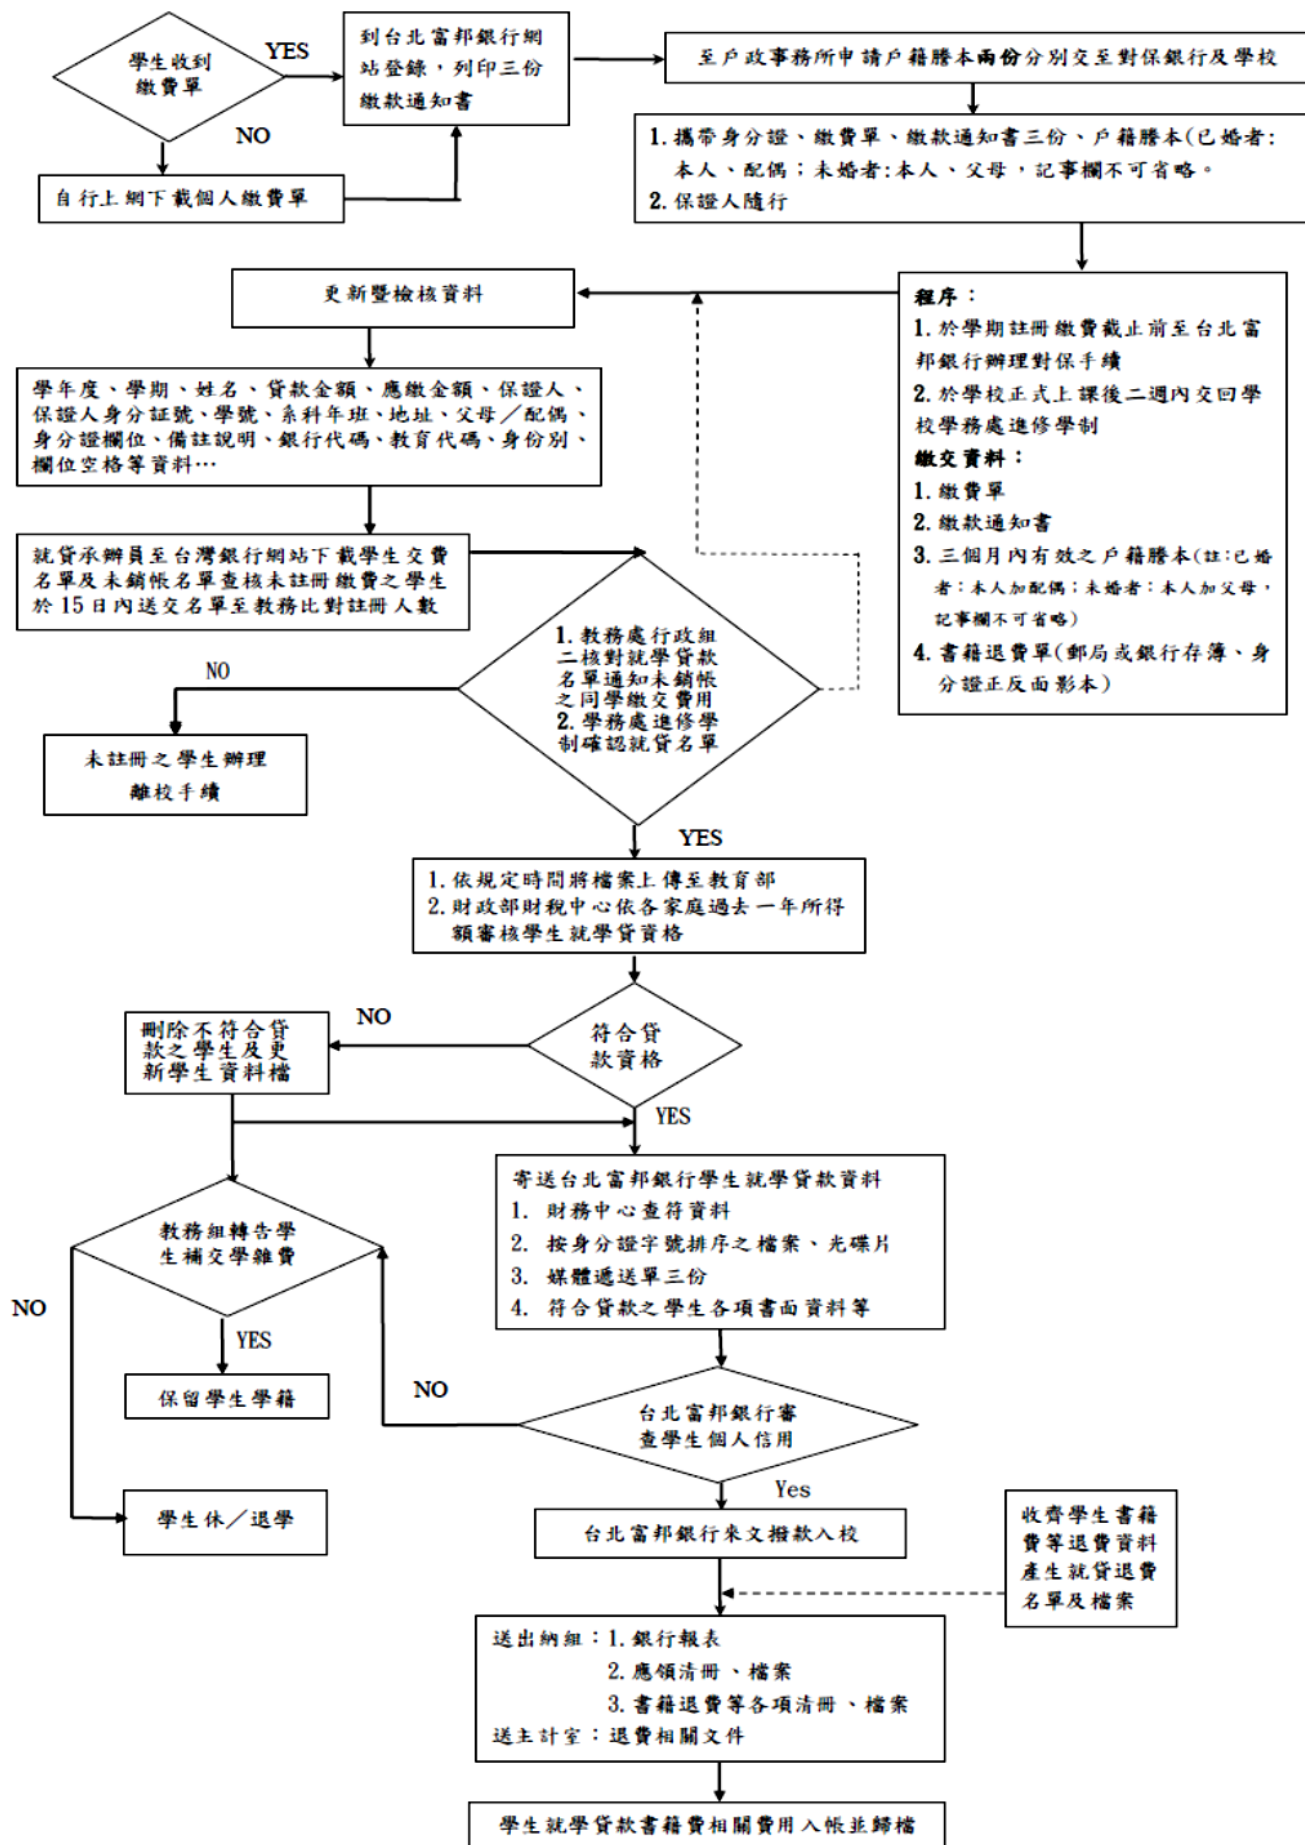 學生收到
繳費單
YES
NO
到台北富邦銀行網
站登錄，列印三份
繳款通知書
自行上網下載個人繳費單
至戶政事務所申請戶籍謄本兩份分別交至對保銀行及學校
1.攜帶身分證、繳費單、繳款通知書三份、戶籍謄本(已婚者:
本人、配偶；未婚者:本人、父母，記事欄不可省略。
2.保證人隨行
程序：
1.於學期註冊繳費截止前至台北富
邦銀行辦理對保手續
2.於學校正式上課後二週內交回學
校學務處進修學制
繳交資料：
1.繳費單
2.繳款通知書
3.三個月內有效之戶籍謄本(註:已婚
者：本人加配偶；未婚者：本人加父母，
記事欄不可省略)
4.書籍退費單(郵局或銀行存薄、身
分證正反面影本)
更新暨檢核資料
學年度、學期、姓名、貸款金額、應繳金額、保證人、
保證人身分証號、學號、系科年班、地址、父母／配偶、
身分證欄位、備註說明、銀行代碼、教育代碼、身份別、
欄位空格等資料…
就貸承辦員至台灣銀行網站下載學生交費
名單及未銷帳名單查核未註冊繳費之學生
於 15 日內送交名單至教務比對註冊人數
1.教務處行政組
二核對就學貸款
名單通知未銷帳
之同學繳交費用
2.學務處進修學
制確認就貸名單
NO
未註冊之學生辦理
離校手續
YES
1.依規定時間將檔案上傳至教育部
2.財政部財稅中心依各家庭過去一年所得
額審核學生就學貸資格
符合貸
款資格
NO
刪除不符合貸
款之學生及更
新學生資料檔
YES
寄送台北富邦銀行學生就學貸款資料
1. 財務中心查符資料
2. 按身分證字號排序之檔案、光碟片
3. 媒體遞送單三份
4. 符合貸款之學生各項書面資料等
教務組轉告學
生補交學雜費
NO
YES
保留學生學籍
學生休／退學
NO
台北富邦銀行審
查學生個人信用
Yes
台北富邦銀行來文撥款入校
收齊學生書籍
費等退費資料
產生就貸退費
名單及檔案
送出納組：1.銀行報表
2.應領清冊、檔案
3.書籍退費等各項清冊、檔案
送主計室：退費相關文件
學生就學貸款書籍費相關費用入帳並歸檔